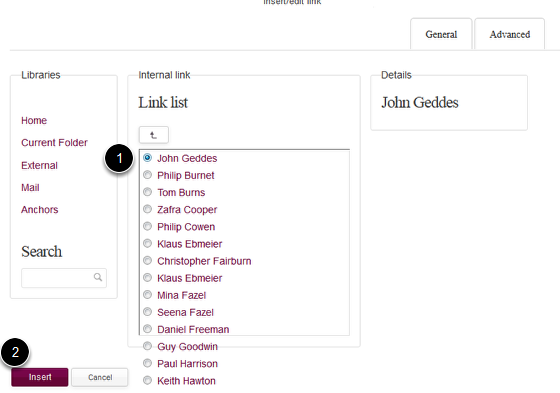 Insert/edit link
General
Advanced
Libraries
Home
Current Folder
External
Mail
Anchors
Search
Internal link
Link list
1
John Geddes
Philip Burnet
Tom Burns
Zafra Cooper
Philip Cowen
Klaus Ebmeier
Christopher Fairburn
Klaus Ebmeier
Mina Fazel
Seena Fazel
Daniel Freeman
Guy Goodwin
Paul Harrison
Keith Hawton
Details
John Geddes
2
Insert
Cancel